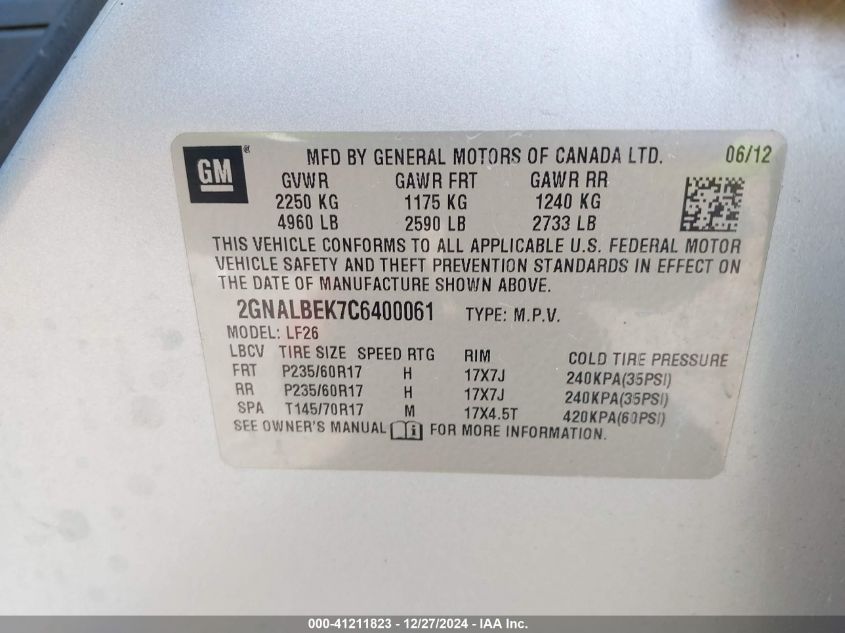 GM ® MFD BY GENERAL MOTORS OF CANADA LTD. 06/12
GVWR GAWR FRT GAWR RR
2250 KG 1175 KG 1240 KG
4960 LB 2590 LB 2733 LB
THIS VEHICLE CONFORMS TO ALL APPLICABLE U.S. FEDERAL MOTOR
VEHICLE SAFETY AND THEFT PREVENTION STANDARDS IN EFFECT ON
THE DATE OF MANUFACTURE SHOWN ABOVE.
2GNALBEK7C6400061 TYPE: M.P.V.
MODEL: LF26
LBCV TIRE SIZE SPEED RTG RIM COLD TIRE PRESSURE
FRT P235/60R17 H 17X7J 240KPA(35PSI)
RR P235/60R17 H 17X7J 240KPA(35PSI)
SPA T145/70R17 M 17X4.5T 420KPA(60PSI)
SEE OWNER'S MANUAL FOR MORE INFORMATION.
000-41211823 - 12/27/2024 - IAA Inc.